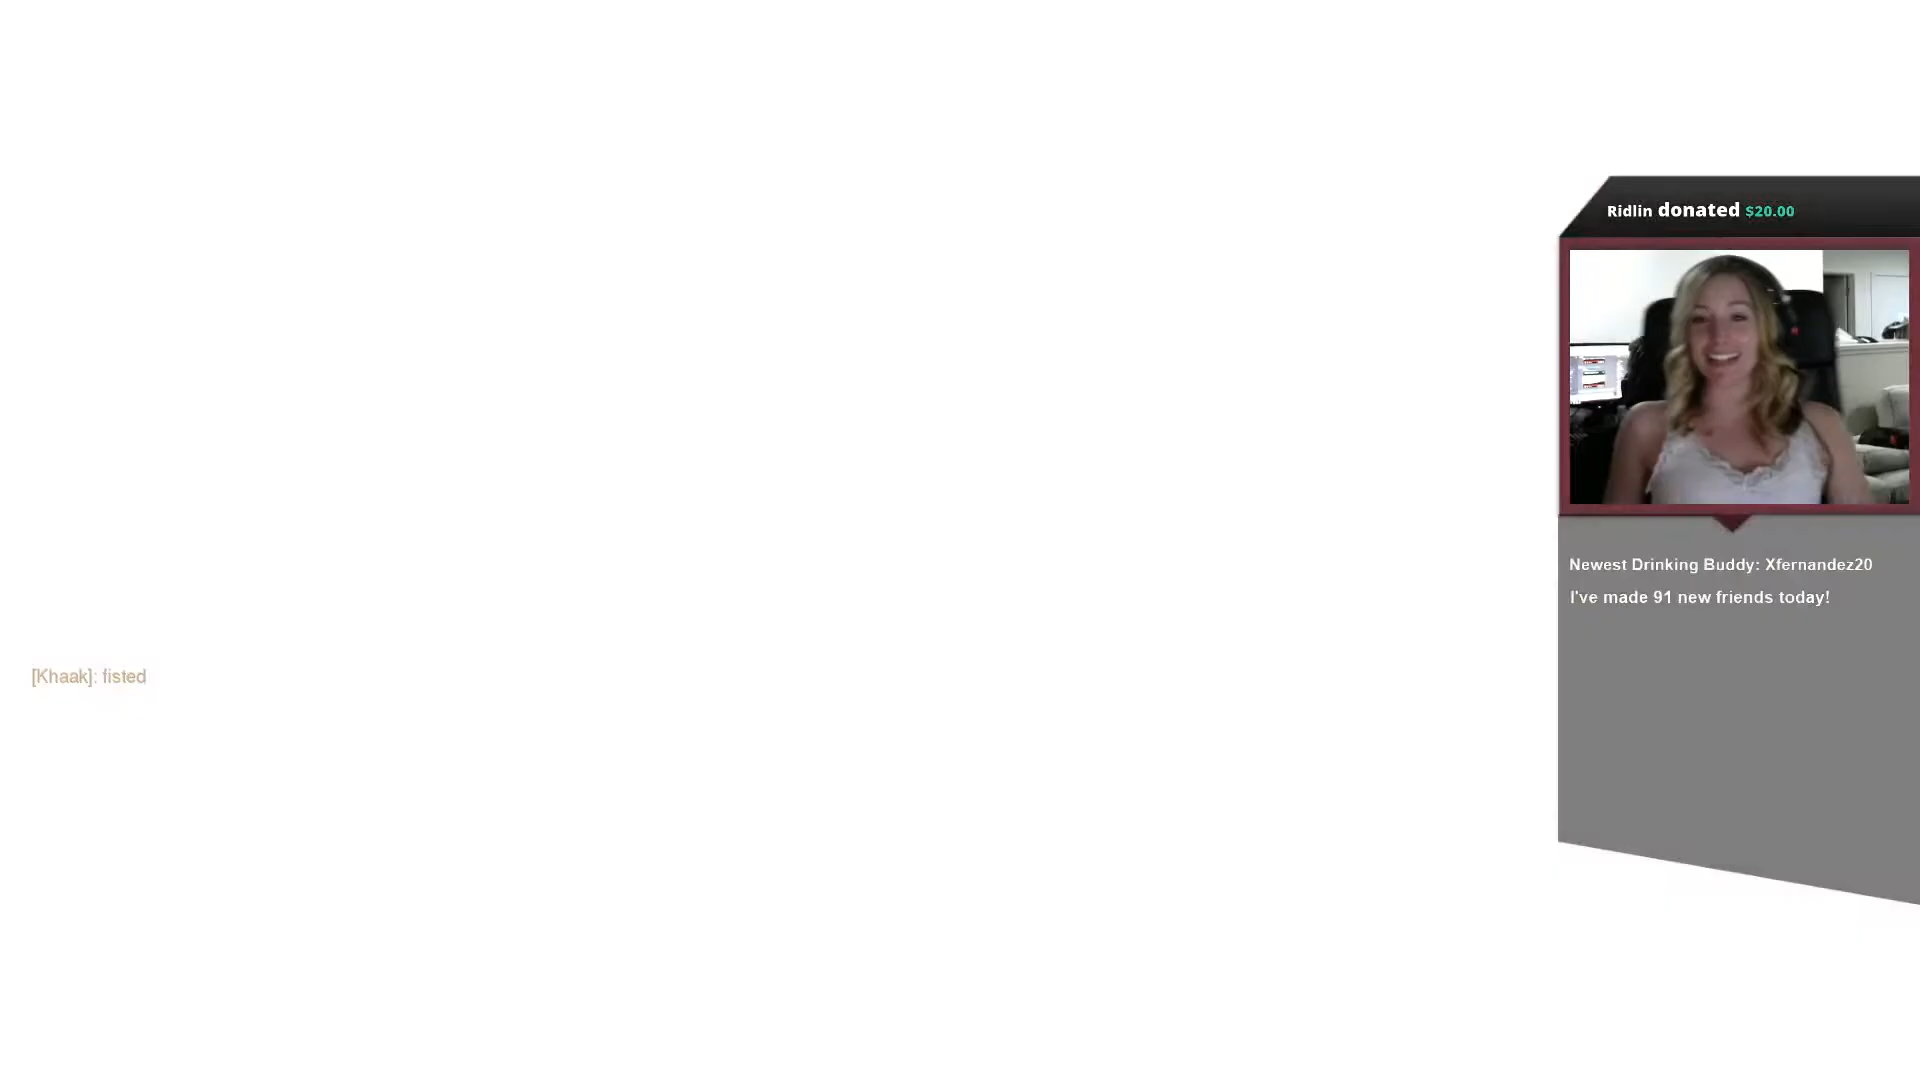 Ridlin donated $20.00
Newest Drinking Buddy: Xfernandez20
I've made 91 new friends today!
[Khaak]: fisted